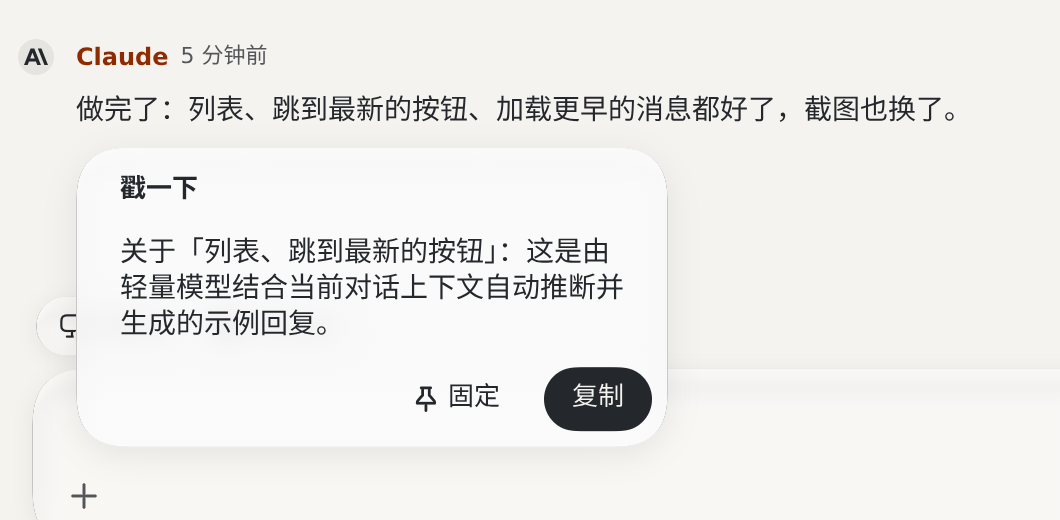 Claude 5 分钟前
做完了：列表、跳到最新的按钮、加载更早的消息都好了，截图也换了。
戳一下
关于「列表、跳到最新的按钮」：这是由
轻量模型结合当前对话上下文自动推断并
生成的示例回复。
固定 复制